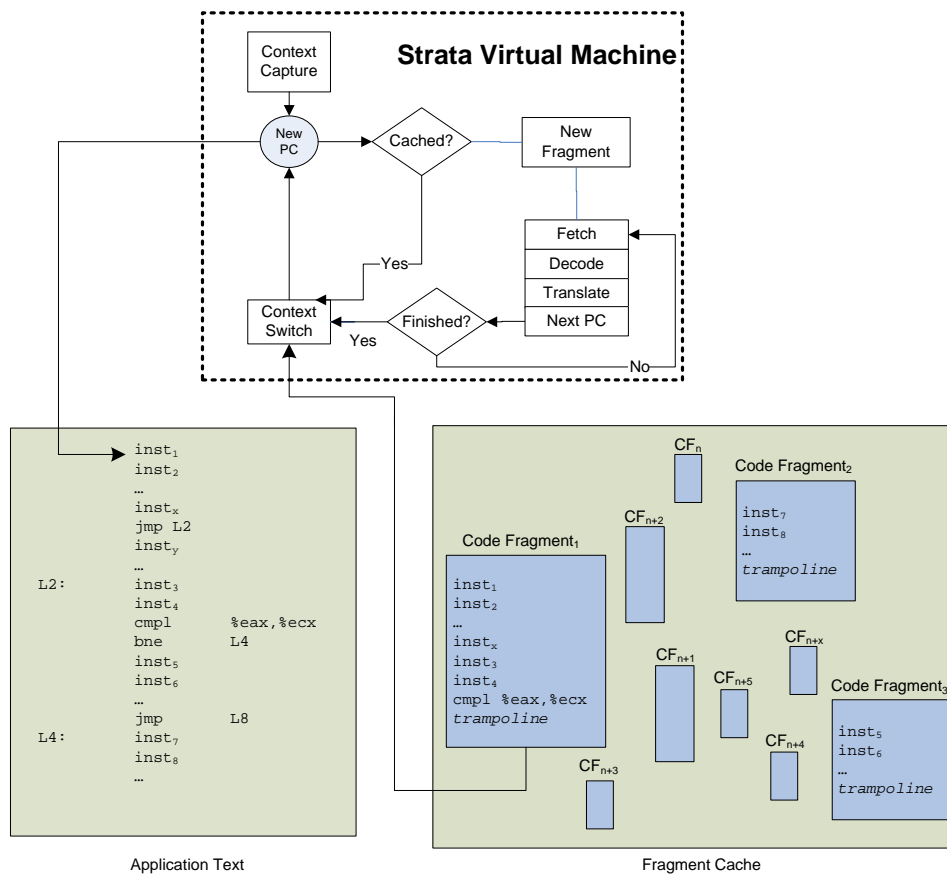 Strata Virtual Machine
Context
Capture
New
PC
Cached?
New
Fragment
Fetch
Decode
Translate
Next PC
Yes
Context
Switch
Finished?
Yes
No
inst1
inst2
…
instx
jmp L2
insty
…
L2: inst3
inst4
cmpl %eax,%ecx
bne L4
inst5
inst6
…
jmp L8
L4: inst7
inst8
…
Application Text
Code Fragment1
inst1
inst2
…
instx
inst3
inst4
cmpl %eax,%ecx
trampoline
CFn
CFn+2
Code Fragment2
inst7
inst8
…
trampoline
CFn+1
CFn+5
CFn+x
CFn+4
CFn+3
Code Fragment3
inst5
inst6
…
trampoline
Fragment Cache